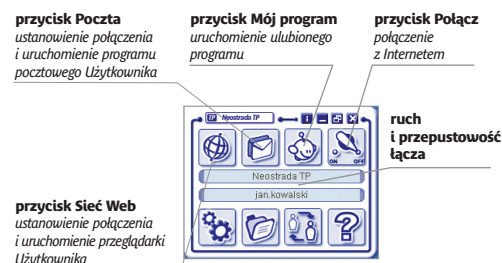 przycisk Poczta
ustanowienie połączenia
i uruchomienie programu
pocztowego Użytkownika
przycisk Mój program
uruchomienie ulubionego
programu
przycisk Połącz
połączenie
z Internetem
TP Neostrada TP
ON OFF
Neostrada TP
jan.kowalski
ruch
i przepustowość
łącza
przycisk Sieć Web
ustanowienie połączenia
i uruchomienie przeglądarki
Użytkownika